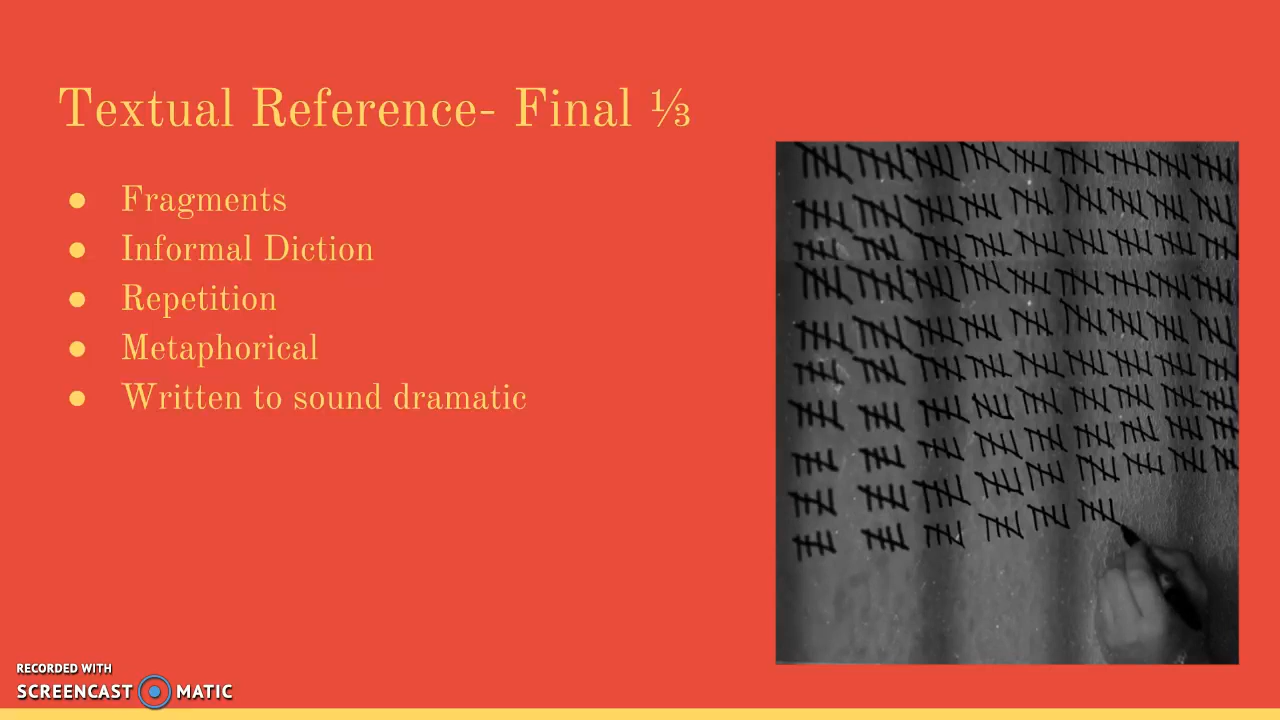 Textual Reference- Final ⅓
● Fragments
● Informal Diction
● Repetition
● Metaphorical
● Written to sound dramatic
RECORDED WITH
SCREENCAST MATIC